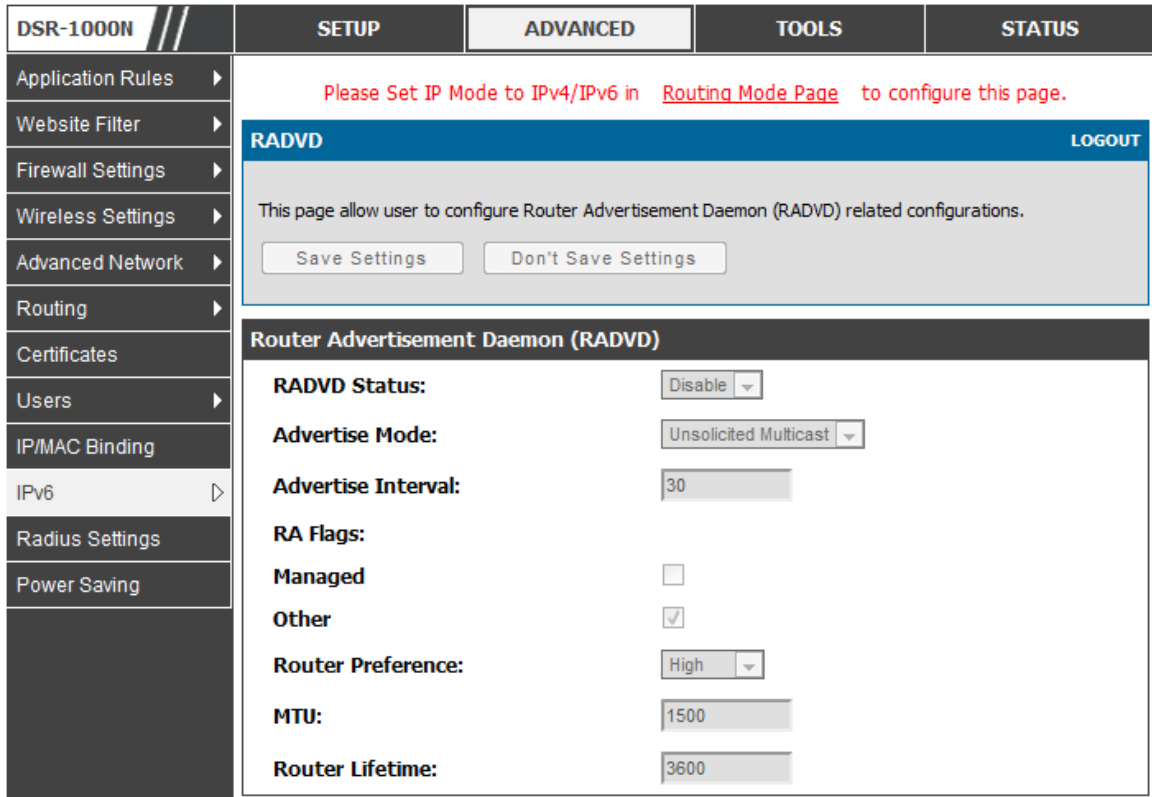 DSR-1000N
SETUP
ADVANCED
TOOLS
STATUS
Application Rules
Website Filter
Firewall Settings
Wireless Settings
Advanced Network
Routing
Certificates
Users
IP/MAC Binding
IPv6
Radius Settings
Power Saving
Please Set IP Mode to IPv4/IPv6 in Routing Mode Page to configure this page.
RADVD LOGOUT
This page allow user to configure Router Advertisement Daemon (RADVD) related configurations.
Save Settings Don't Save Settings
Router Advertisement Daemon (RADVD)
RADVD Status: Disable
Advertise Mode: Unsolicited Multicast
Advertise Interval: 30
RA Flags:
Managed
Other
Router Preference: High
MTU: 1500
Router Lifetime: 3600